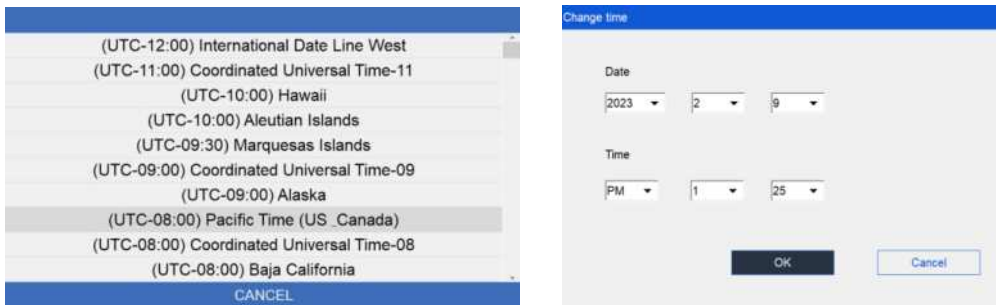 (UTC-12:00) International Date Line West
(UTC-11:00) Coordinated Universal Time-11
(UTC-10:00) Hawaii
(UTC-10:00) Aleutian Islands
(UTC-09:30) Marquesas Islands
(UTC-09:00) Coordinated Universal Time-09
(UTC-09:00) Alaska
(UTC-08:00) Pacific Time (US_Canada)
(UTC-08:00) Coordinated Universal Time-08
(UTC-08:00) Baja California
CANCEL
Change time
Date
2023 2 9
Time
PM 1 25
OK Cancel